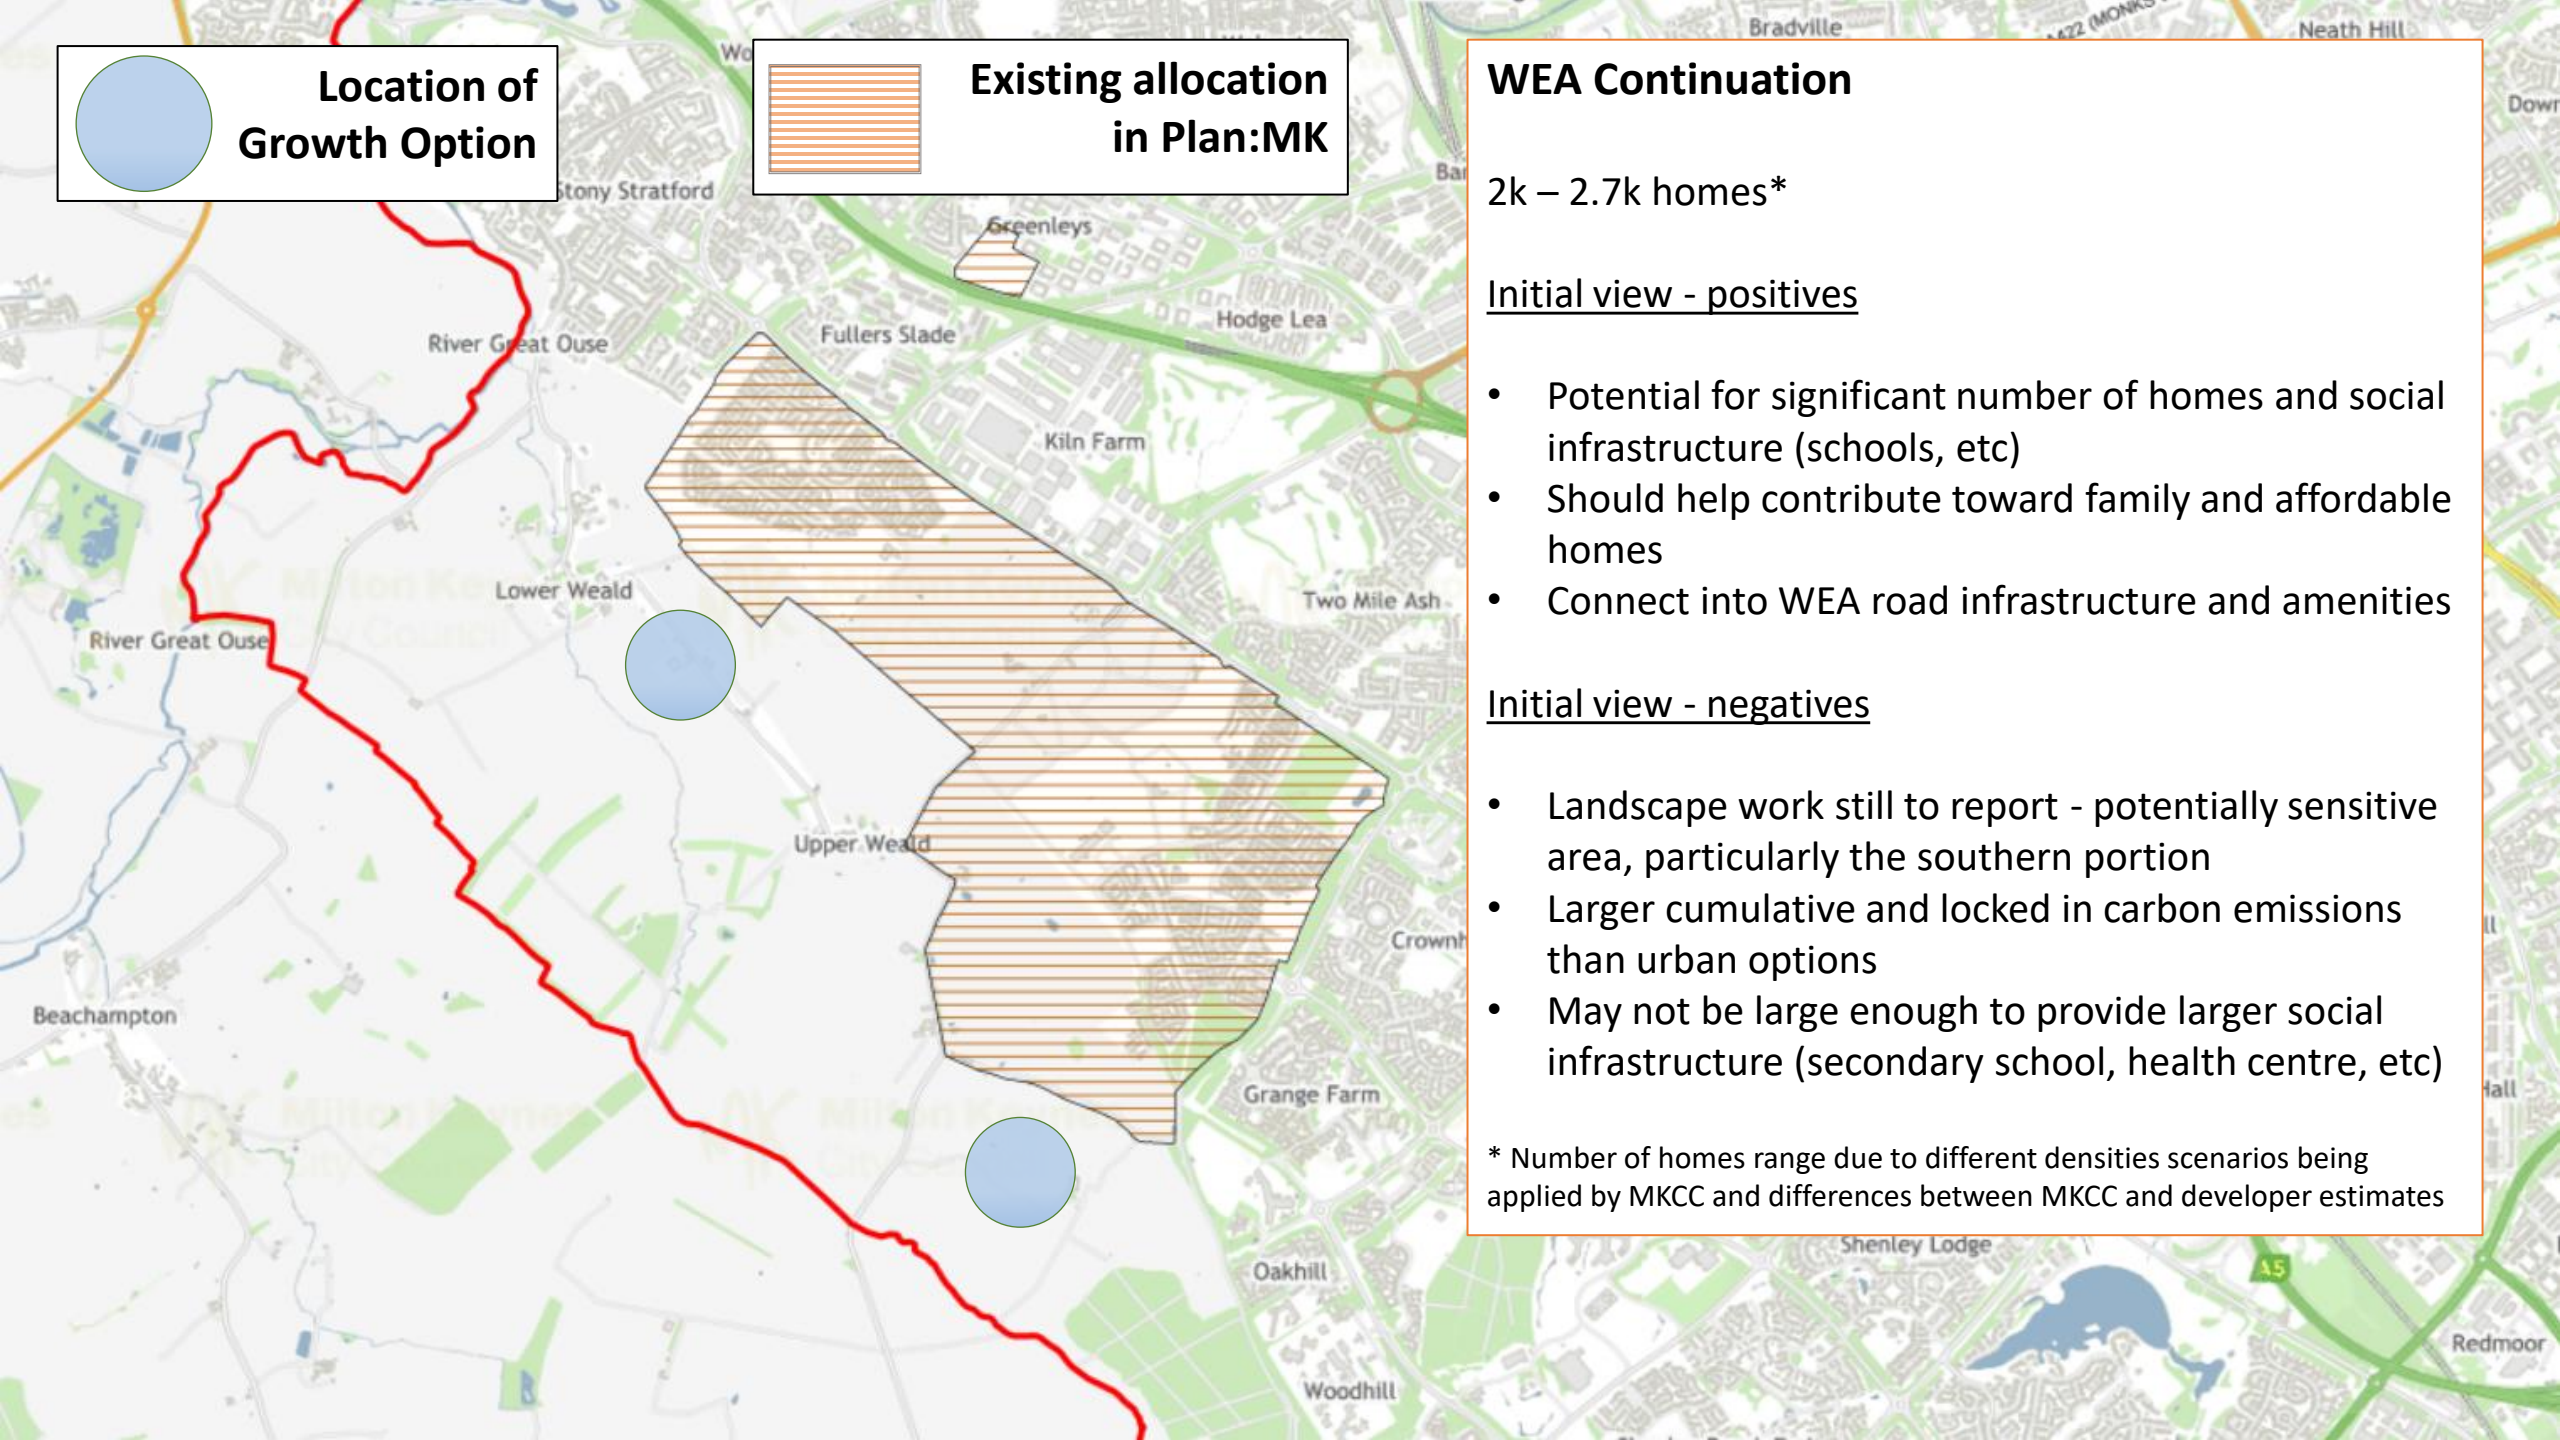 Location of
Growth Option
Existing allocation
in Plan:MK
WEA Continuation
2k – 2.7k homes*
Initial view - positives
• Potential for significant number of homes and social
infrastructure (schools, etc)
• Should help contribute toward family and affordable
homes
• Connect into WEA road infrastructure and amenities
Initial view - negatives
• Landscape work still to report - potentially sensitive
area, particularly the southern portion
• Larger cumulative and locked in carbon emissions
than urban options
• May not be large enough to provide larger social
infrastructure (secondary school, health centre, etc)
* Number of homes range due to different densities scenarios being
applied by MKCC and differences between MKCC and developer estimates
Bradville
Neath Hill
Stony Stratford
Greenleys
Hodge Lea
Fullers Slade
River Great Ouse
Kiln Farm
Lower Weald
Two Mile Ash
River Great Ouse
Upper Weald
Beachampton
Grange Farm
Shenley Lodge
A5
Oakhill
Redmoor
Woodhill
Milton Keynes
City Council